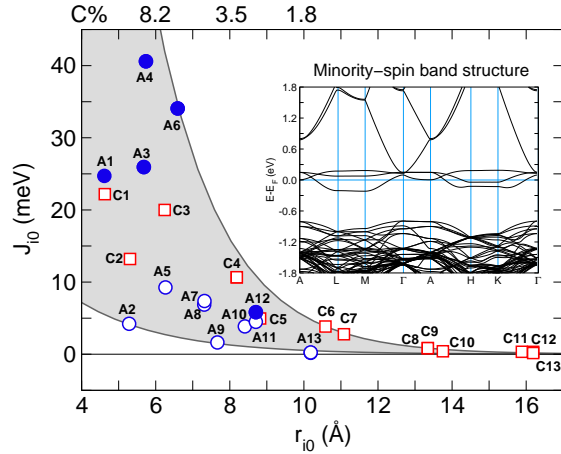 C% 8.2 3.5 1.8
40
30
20
10
0
J_i0 (meV)
4 6 8 10 12 14 16
r_i0 (Å)
A4
A6
A1
A3
C1
C3
C2
C4
A5
A7
A8
A12
A10
C5
A11
A2
A9
A13
C6
C7
C8
C9
C10
C11
C12
C13
Minority−spin band structure
1.8
1.2
0.6
0.0
-0.6
-1.2
-1.8
E-E_F (eV)
A L M Γ A H K Γ